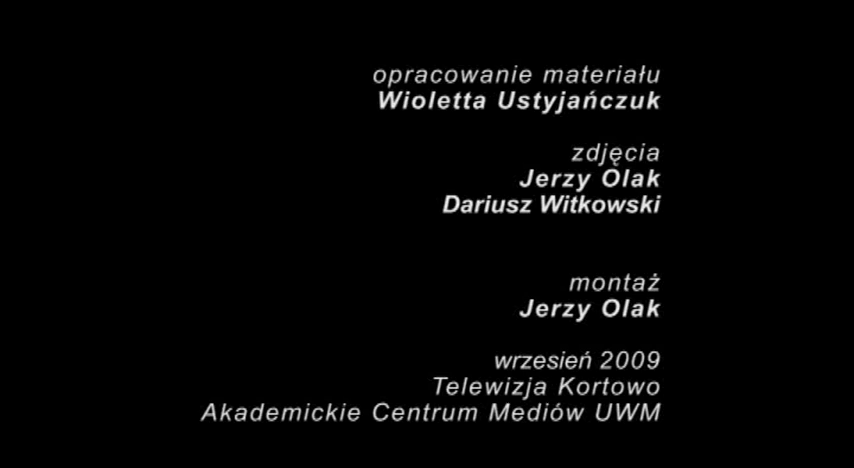 opracowanie materiału
Wioletta Ustyjańczuk
zdjęcia
Jerzy Olak
Dariusz Witkowski
montaż
Jerzy Olak
wrzesień 2009
Telewizja Kortowo
Akademickie Centrum Mediów UWM